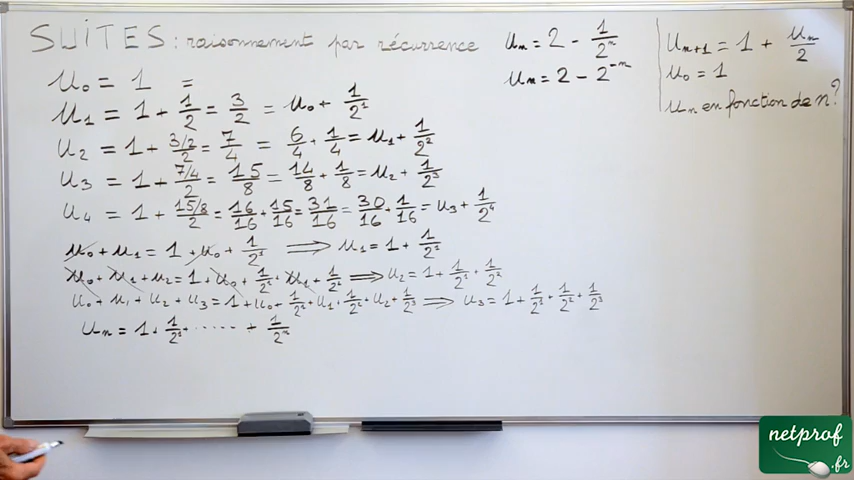 SUITES : raisonnement par récurrence
u₀ = 1 =
u₁ = 1 + 1/2 = 3/2 = u₀ + 1/2¹
u₂ = 1 + (3/2)/2 = 7/4 = 6/4 + 1/4 = u₁ + 1/2²
u₃ = 1 + (7/4)/2 = 15/8 = 14/8 + 1/8 = u₂ + 1/2³
u₄ = 1 + (15/8)/2 = 16/16 + 15/16 = 31/16 = 30/16 + 1/16 = u₃ + 1/2⁴
u₀ + u₁ = 1 + u₀ + 1/2¹ ⟹ u₁ = 1 + 1/2¹
u₀ + u₁ + u₂ = 1 + u₀ + 1/2¹ + u₁ + 1/2² ⟹ u₂ = 1 + 1/2¹ + 1/2²
u₀ + u₁ + u₂ + u₃ = 1 + u₀ + 1/2¹ + u₁ + 1/2² + u₂ + 1/2³ ⟹ u₃ = 1 + 1/2¹ + 1/2² + 1/2³
uₙ = 1 + 1/2¹ + ...... + 1/2ⁿ
uₙ = 2 - 1/2ⁿ
uₙ = 2 - 2⁻ⁿ
uₙ₊₁ = 1 + uₙ/2
u₀ = 1
uₙ en fonction de n ?
netprof
.fr